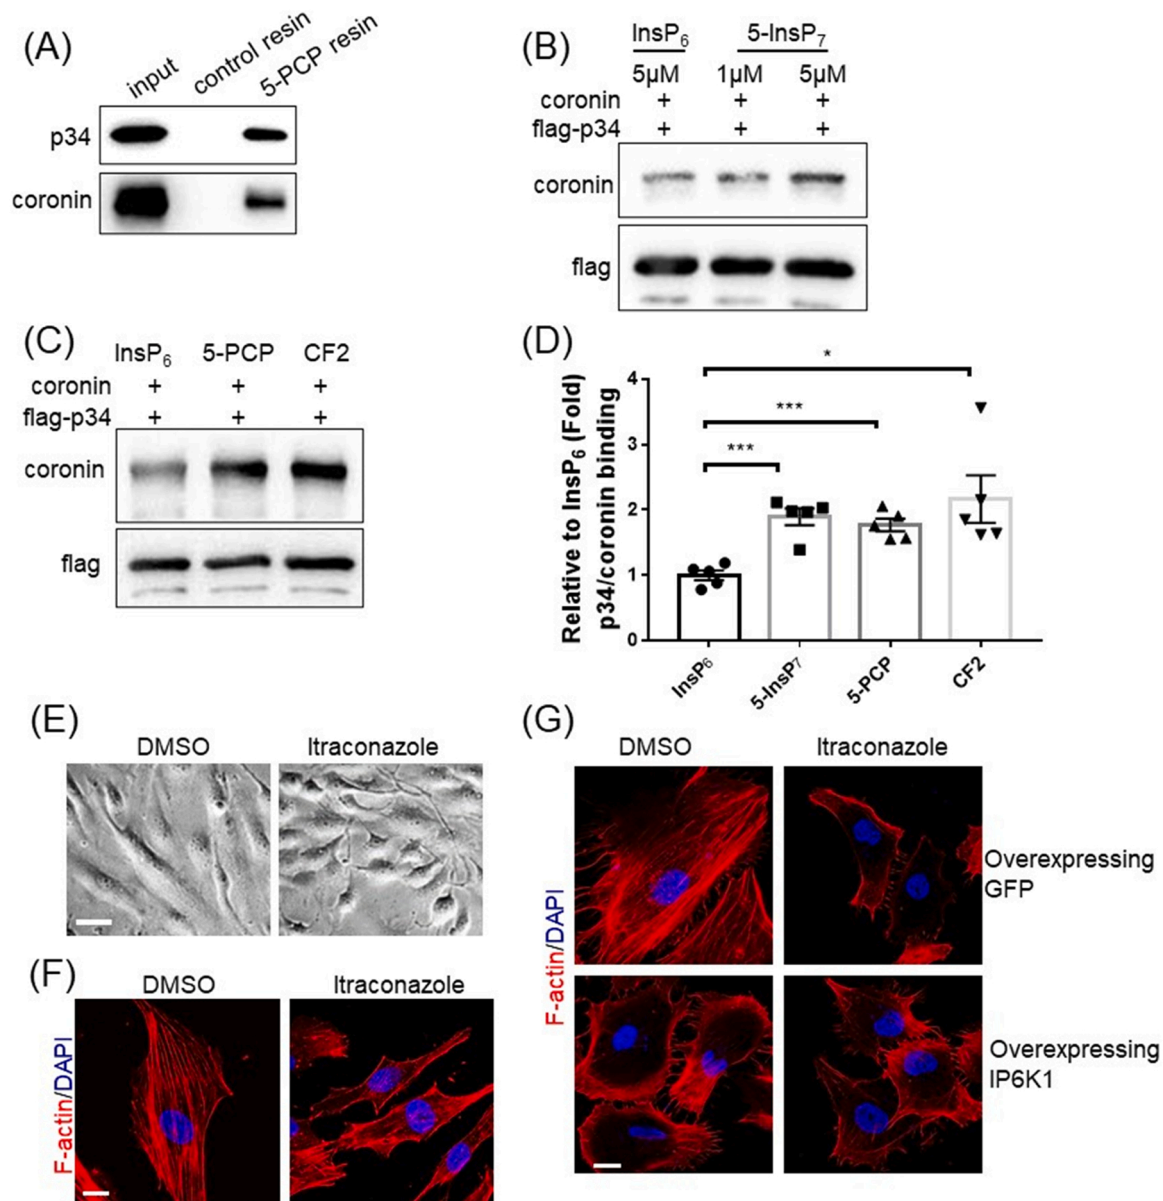 (A)
input
control resin
5-PCP resin
p34
coronin
(B)
InsP₆ 5-InsP₇
5µM 1µM 5µM
coronin + + +
flag-p34 + + +
coronin
flag
(C)
InsP₆ 5-PCP CF2
coronin + + +
flag-p34 + + +
coronin
flag
(D)
Relative to InsP₆ (Fold)
p34/coronin binding
4
3
2
1
0
*
***
***
InsP⁶
5-InsP⁷
5-PCP
CF2
(E)
DMSO Itraconazole
(F)
DMSO Itraconazole
F-actin/DAPI
(G)
DMSO Itraconazole
F-actin/DAPI
Overexpressing
GFP
Overexpressing
IP6K1